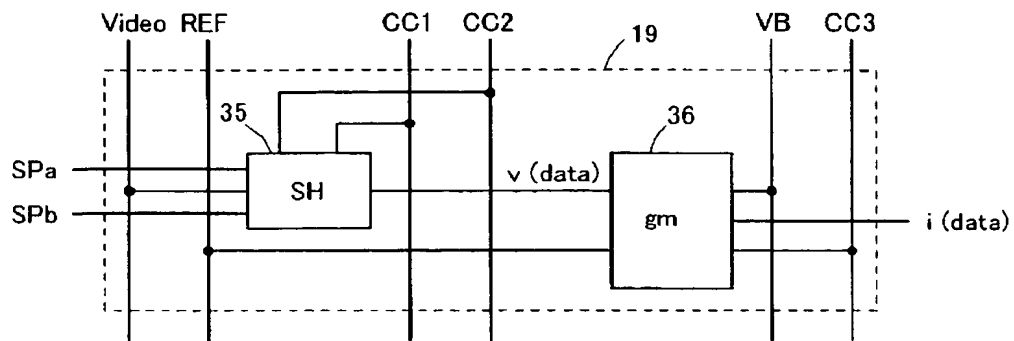 Video REF CC1 CC2 VB CC3
19
35
36
SPa
SH
v (data)
SPb
gm
i (data)